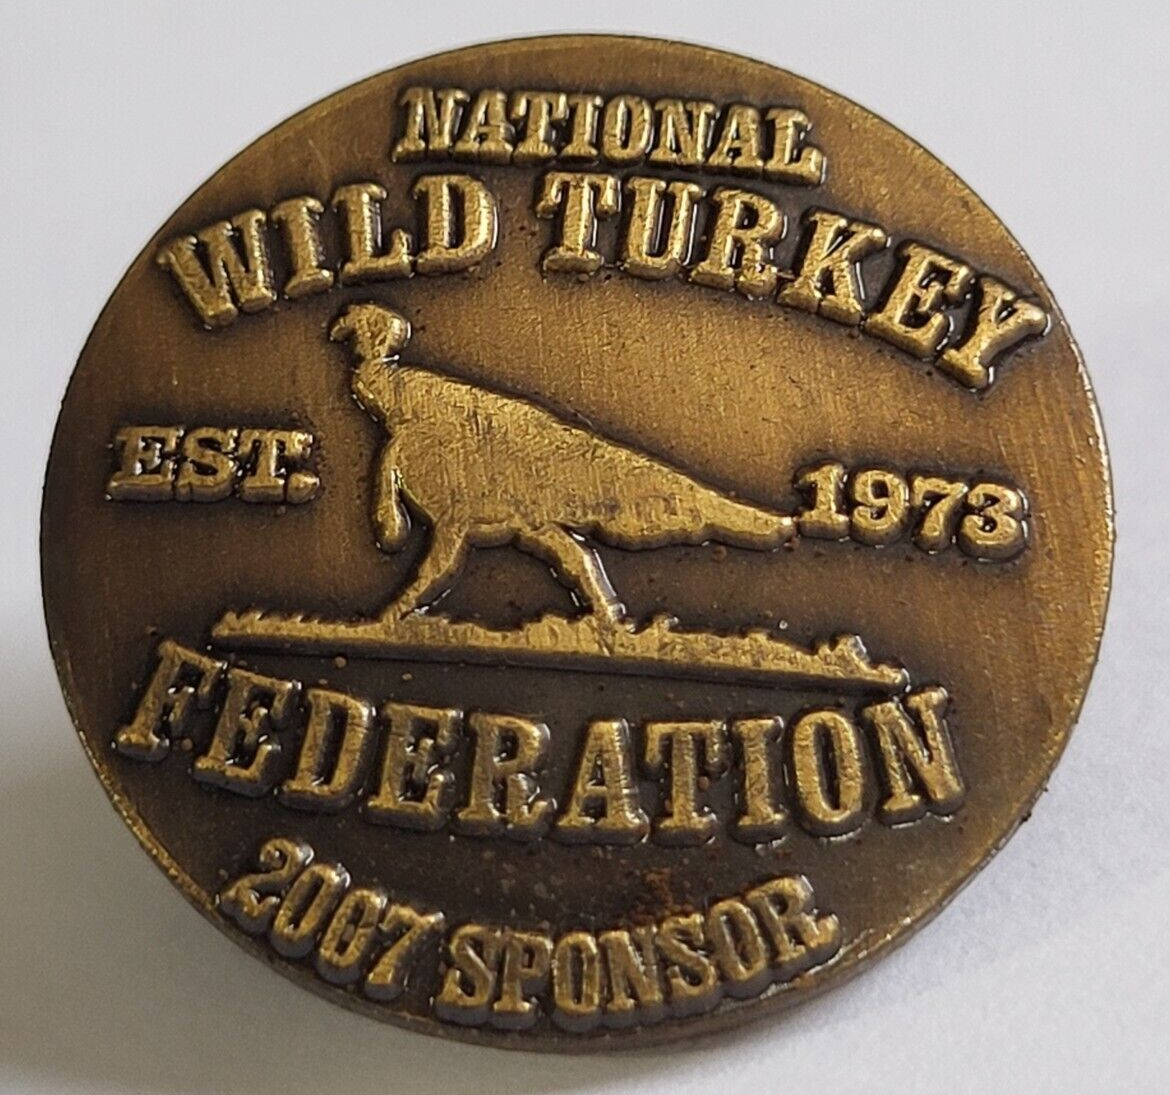 NATIONAL
WILD TURKEY
EST. 1973
FEDERATION
2007 SPONSOR